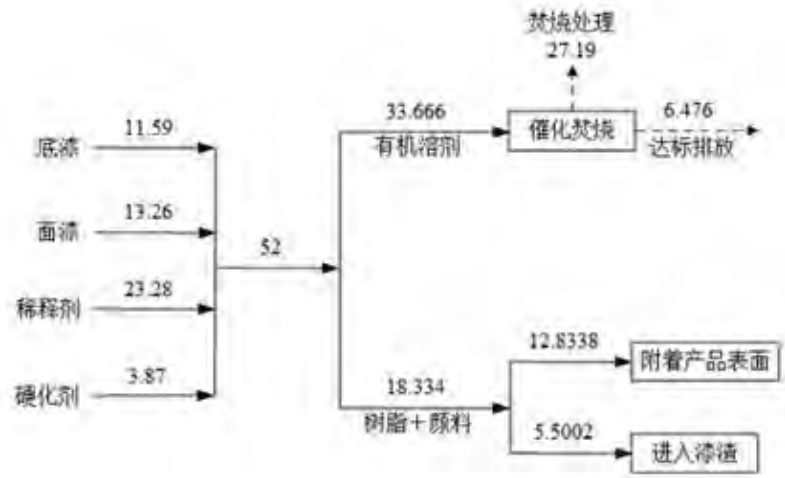 焚烧处理
27.19
33.666
有机溶剂
催化焚烧
6.476
达标排放
底漆
11.59
面漆
13.26
52
稀释剂
23.28
硬化剂
3.87
18.334
树脂+颜料
12.8338
附着产品表面
5.5002
进入漆渣